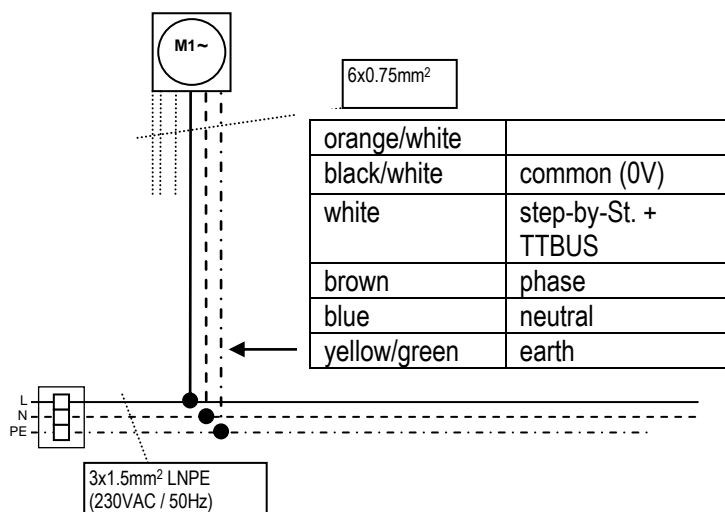 M1~
6x0.75mm²
orange/white
black/white common (0V)
white step-by-St. +
TTBUS
brown phase
blue neutral
yellow/green earth
L
N
PE
3x1.5mm² LNPE
(230VAC / 50Hz)